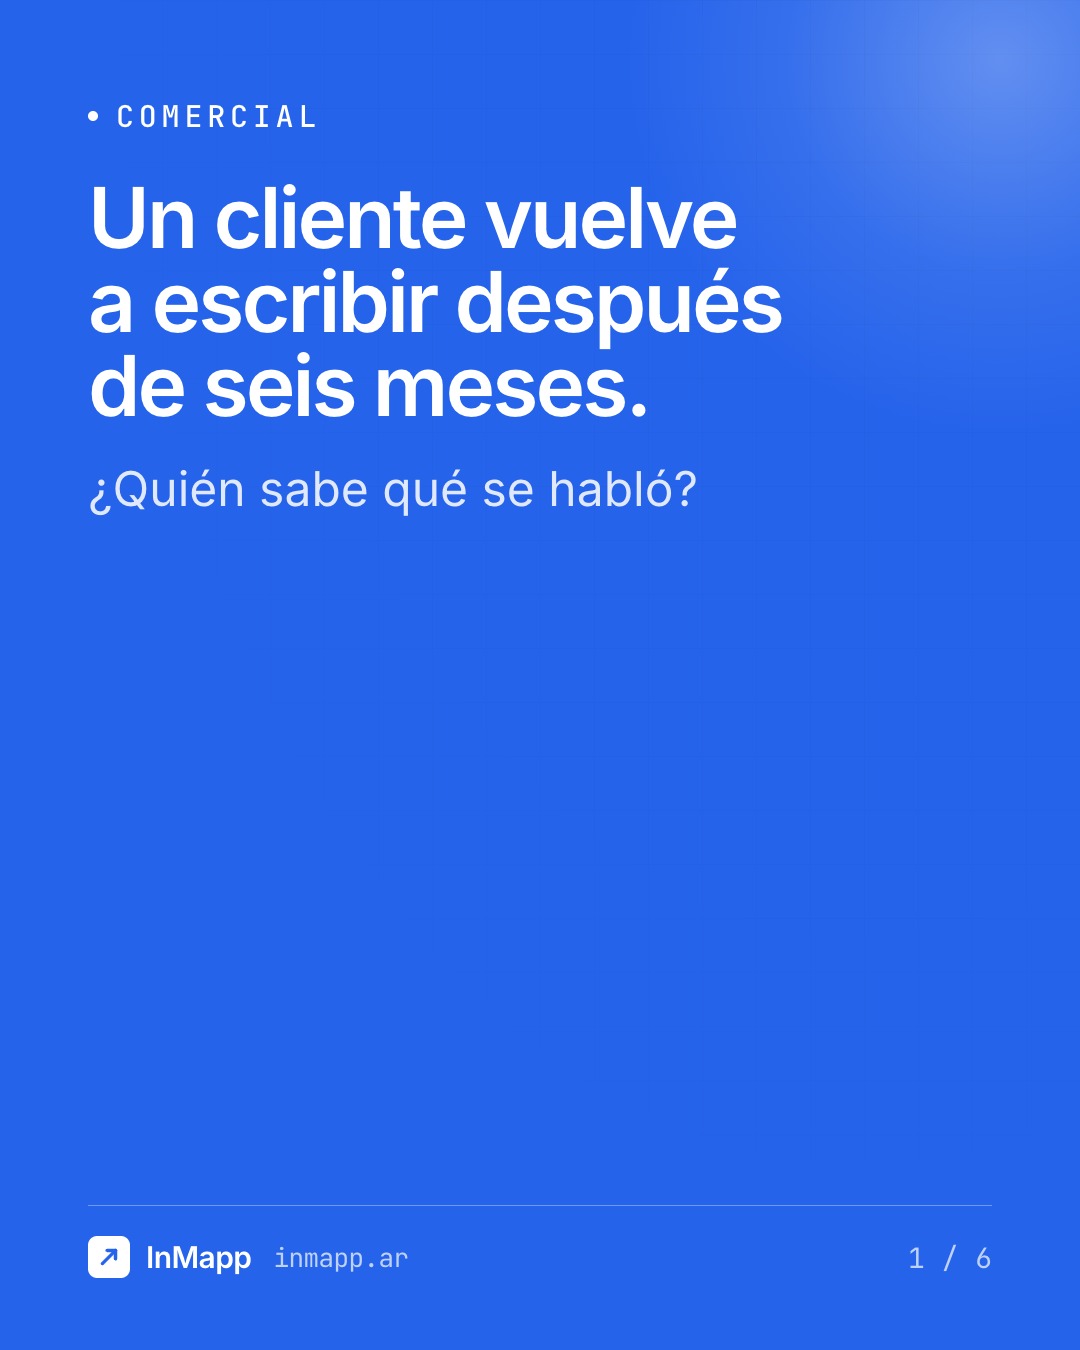 • COMERCIAL
Un cliente vuelve
a escribir después
de seis meses.
¿Quién sabe qué se habló?
InMapp inmapp.ar
1 / 6